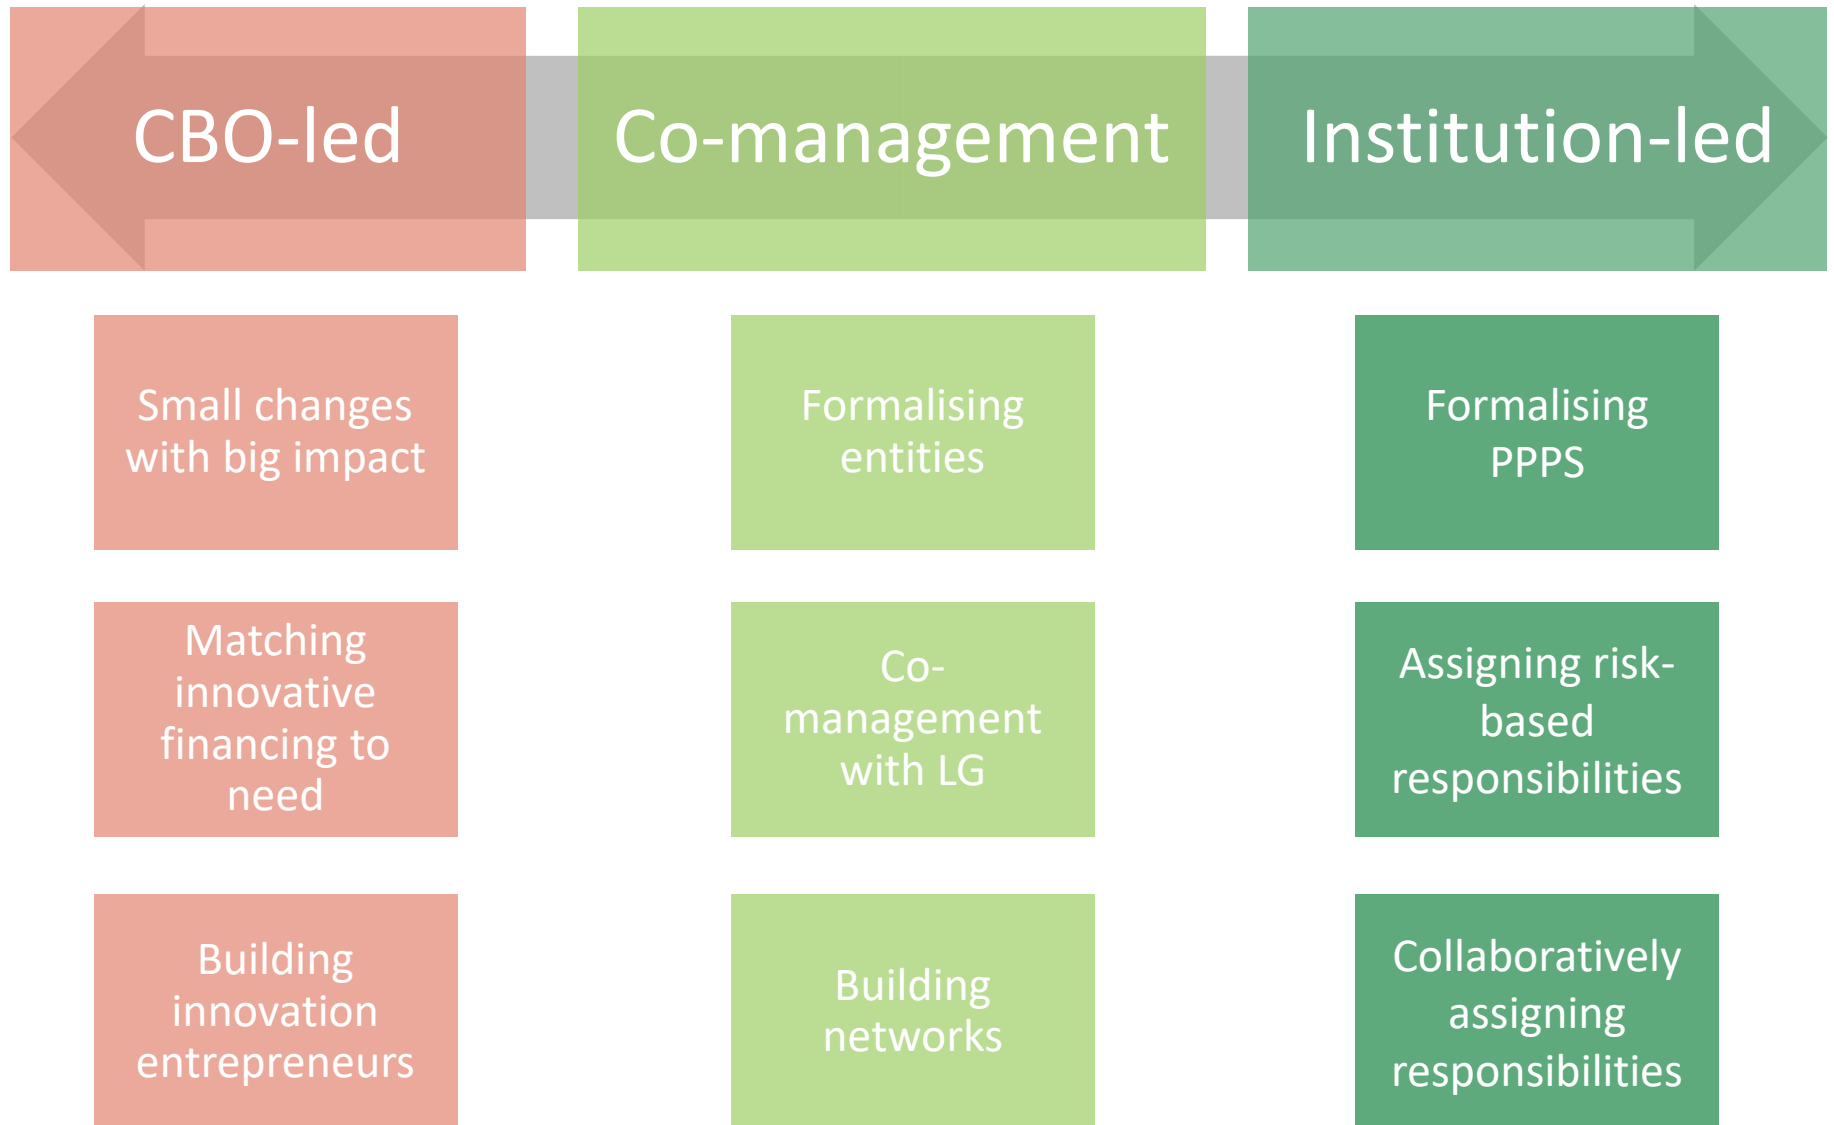 CBO-led
Co-management
Institution-led
Small changes
with big impact
Formalising
entities
Formalising
PPPS
Matching
innovative
financing to
need
Co-
management
with LG
Assigning risk-
based
responsibilities
Building
innovation
entrepreneurs
Building
networks
Collaboratively
assigning
responsibilities